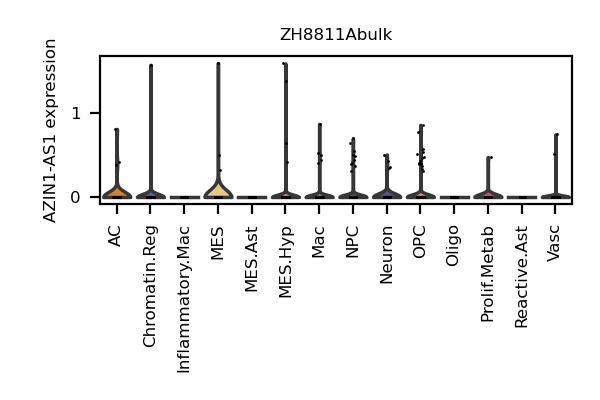 ZH8811Abulk
AZIN1-AS1 expression
1
0
AC
Chromatin.Reg
Inflammatory.Mac
MES
MES.Ast
MES.Hyp
Mac
NPC
Neuron
OPC
Oligo
Prolif.Metab
Reactive.Ast
Vasc